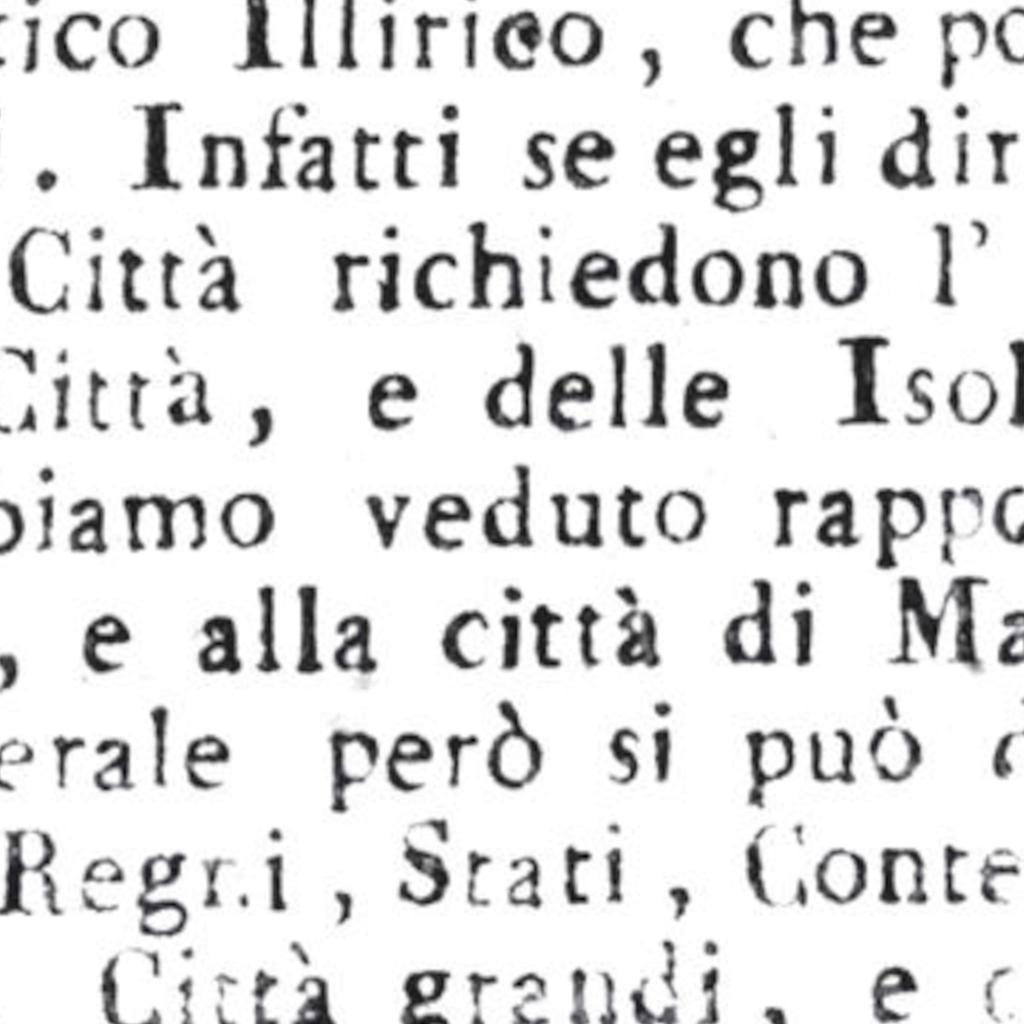 tico Illirico, che po
. Infatti se egli dir
Città richiedono l'
Città, e delle Isol
biamo veduto rappo
, e alla città di Ma
erale però si può
Regni, Stati, Conte
Città grandi, e